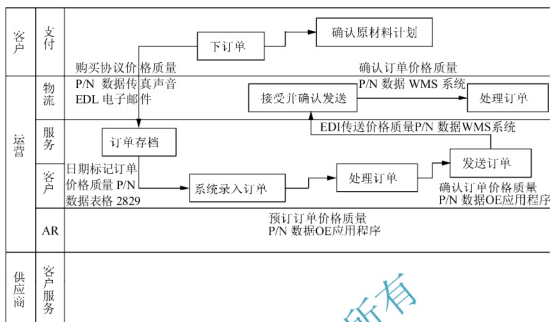 客户
支付
下订单
确认原材料计划
购买协议价格质量
P/N 数据传真声音
EDL 电子邮件
确认订单价格质量
P/N 数据 WMS 系统
运营
物流
接受并确认发送
处理订单
服务
订单存档
EDI传送价格质量P/N 数据WMS系统
发送订单
客户
日期标记订单
价格质量 P/N
数据表格 2829
系统录入订单
处理订单
确认订单价格质量
P/N 数据OE应用程序
AR
预订订单价格质量
P/N 数据OE应用程序
供应商
客户服务
所有